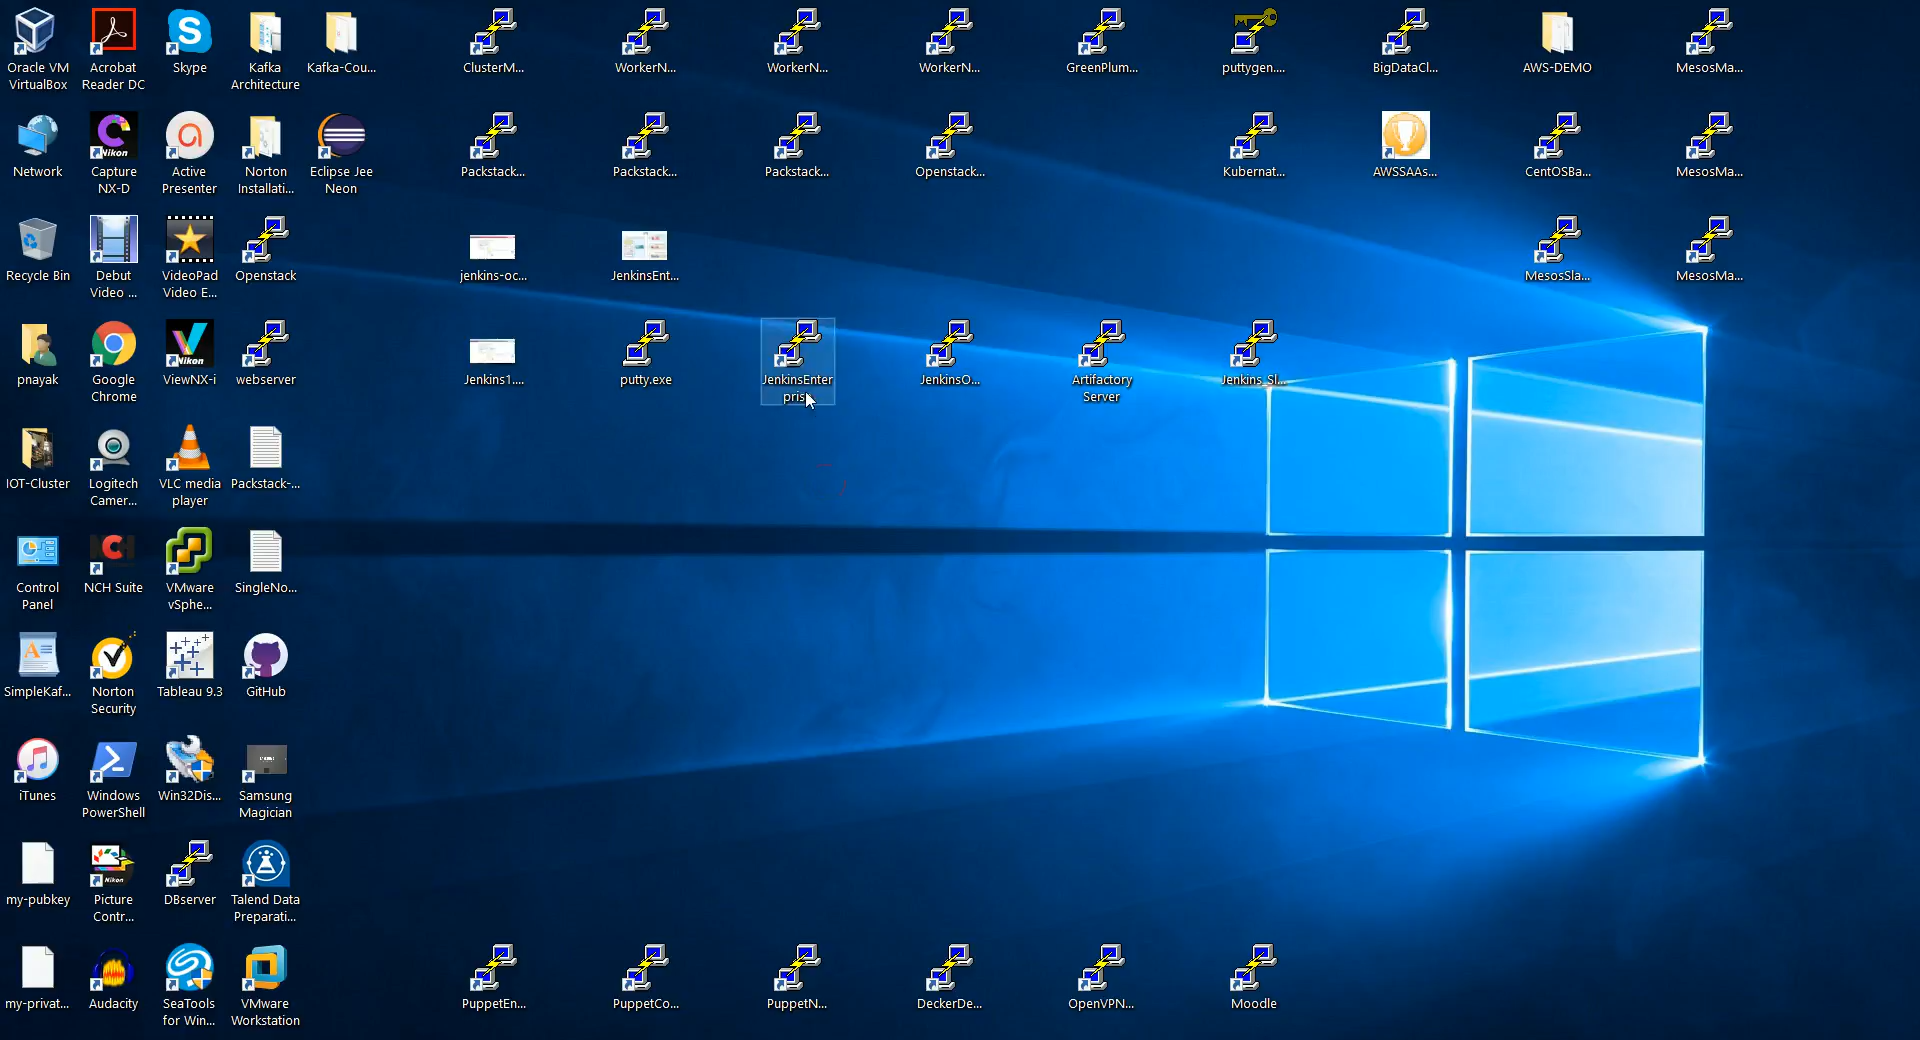 Oracle VM
VirtualBox
Acrobat
Reader DC
Skype
Kafka
Architecture
Kafka-Cou...
ClusterM...
WorkerN...
WorkerN...
WorkerN...
GreenPlum...
puttygen....
BigDataCl...
AWS-DEMO
MesosMa...
Network
Capture
NX-D
Active
Presenter
Norton
Installati...
Eclipse Jee
Neon
Packstack...
Packstack...
Packstack...
Openstack...
Kubernat...
AWSSAAs...
CentOSBa...
MesosMa...
Recycle Bin
Debut
Video ...
VideoPad
Video E...
Openstack
jenkins-oc...
JenkinsEnt...
MesosSla...
MesosMa...
pnayak
Google
Chrome
ViewNX-i
webserver
Jenkins1....
putty.exe
JenkinsEnter
pris
JenkinsO...
Artifactory
Server
Jenkins_Sl...
IOT-Cluster
Logitech
Camer...
VLC media
player
Packstack-...
Control
Panel
NCH Suite
VMware
vSphe...
SingleNo...
SimpleKaf...
Norton
Security
Tableau 9.3
GitHub
iTunes
Windows
PowerShell
Win32Dis...
Samsung
Magician
my-pubkey
Picture
Contr...
DBserver
Talend Data
Preparati...
my-privat...
Audacity
SeaTools
for Win...
VMware
Workstation
PuppetEn...
PuppetCo...
PuppetN...
DeckerDe...
OpenVPN...
Moodle